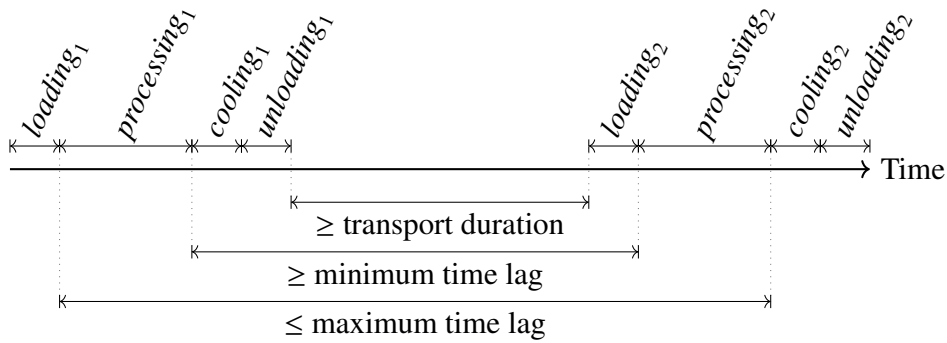 loading₁
processing₁
cooling₁
unloading₁
loading₂
processing₂
cooling₂
unloading₂
Time
≥ transport duration
≥ minimum time lag
≤ maximum time lag